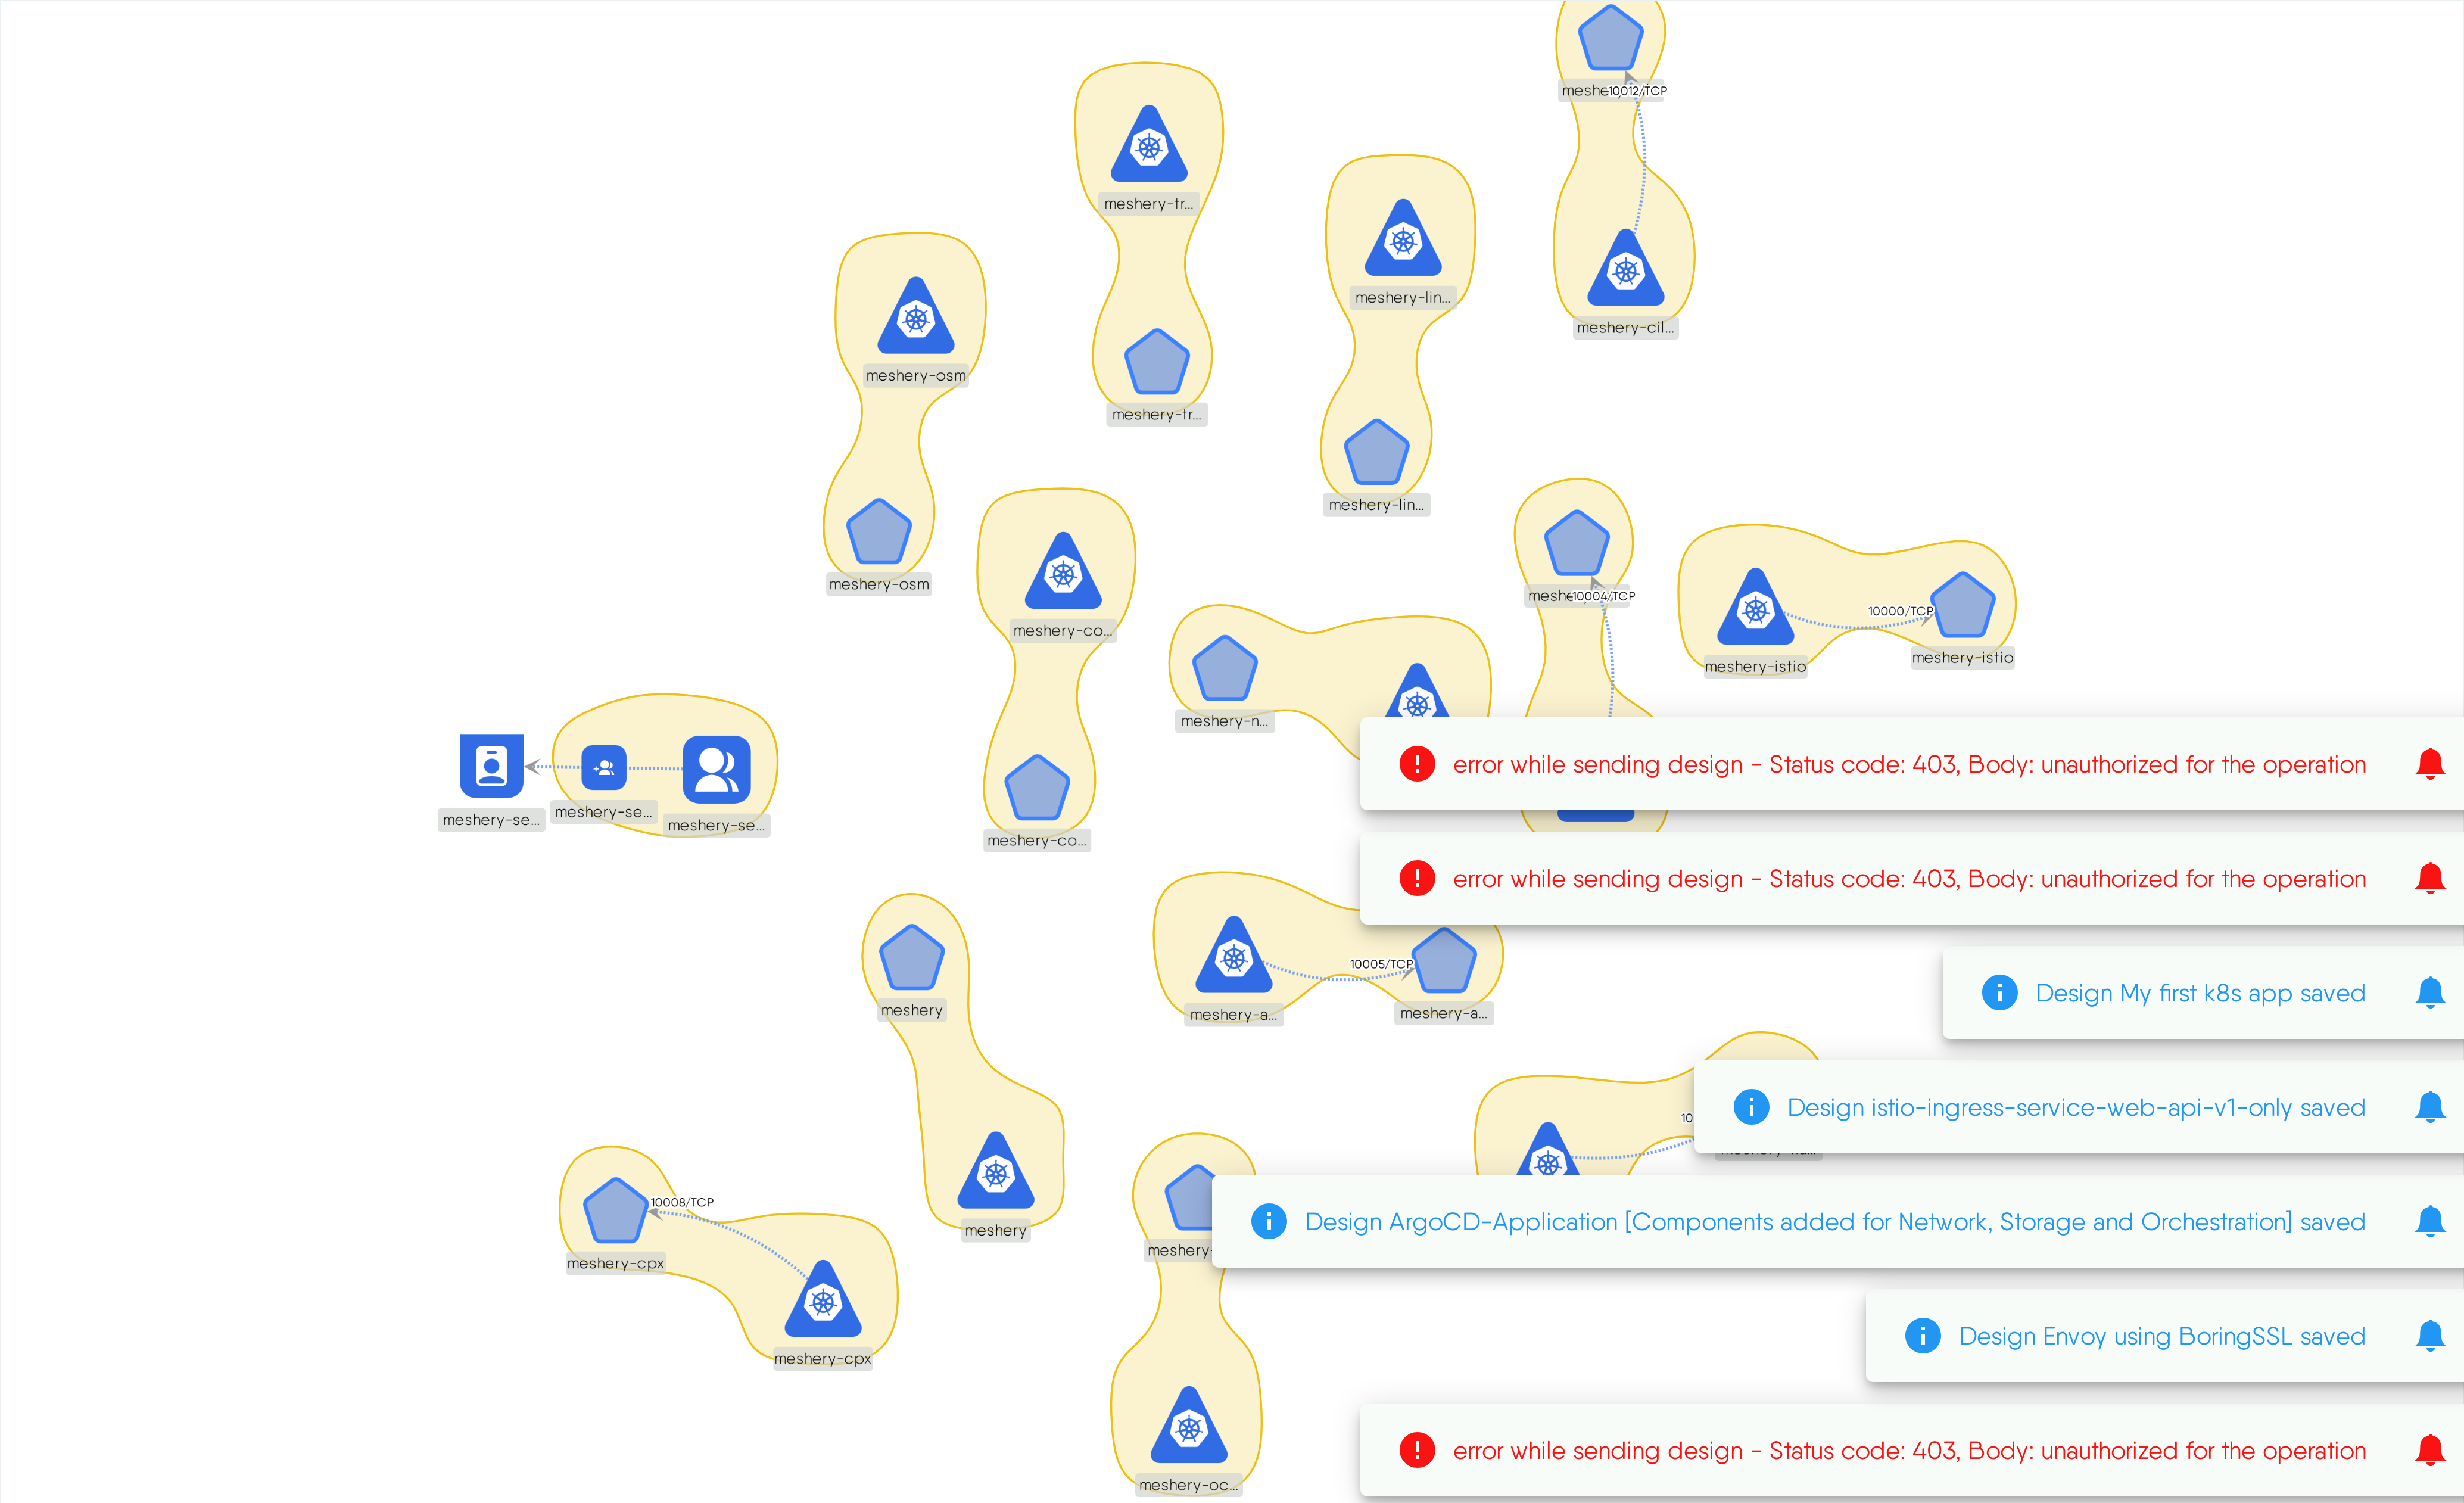 meshe
10012/TCP
meshery-tr...
meshery-lin...
meshery-cil...
meshery-osm
meshery-tr...
meshery-lin...
meshery-osm
meshe
10004/TCP
10000/TCP
meshery-co...
meshery-istio
meshery-istio
meshery-n...
error while sending design - Status code: 403, Body: unauthorized for the operation
meshery-se...
meshery-se...
meshery-se...
meshery-co...
error while sending design - Status code: 403, Body: unauthorized for the operation
10005/TCP
meshery
meshery-a...
meshery-a...
Design My first k8s app saved
Design istio-ingress-service-web-api-v1-only saved
10
10008/TCP
meshery
Design ArgoCD-Application [Components added for Network, Storage and Orchestration] saved
meshery-
meshery-cpx
Design Envoy using BoringSSL saved
meshery-cpx
error while sending design - Status code: 403, Body: unauthorized for the operation
meshery-oc...